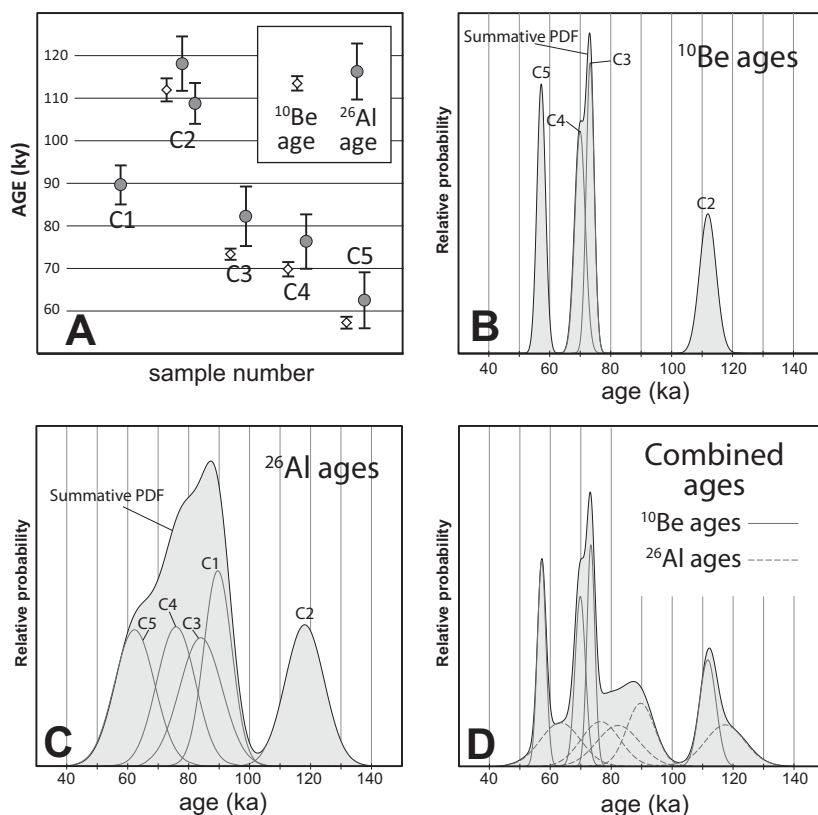 120
110
100
90
80
70
60
AGE (ky)
C1
C2
C3
C4
C5
¹⁰Be
age
²⁶Al
age
A
sample number
Summative PDF
C3
C5
C4
C2
¹⁰Be ages
Relative probability
B
40 60 80 100 120 140
age (ka)
²⁶Al ages
Summative PDF
C1
C4
C5
C3
C2
Relative probability
C
40 60 80 100 120 140
age (ka)
Combined
ages
¹⁰Be ages
²⁶Al ages
Relative probability
D
40 60 80 100 120 140
age (ka)